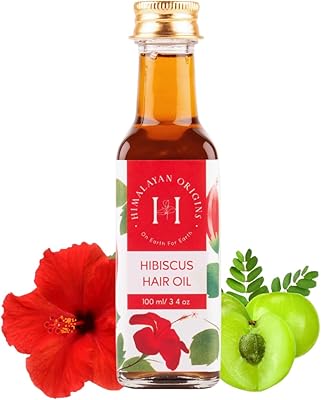 HIMALAYAN ORIGINS
H
On Earth For Earth
HIBISCUS
HAIR OIL
100 ml/ 3 4 oz